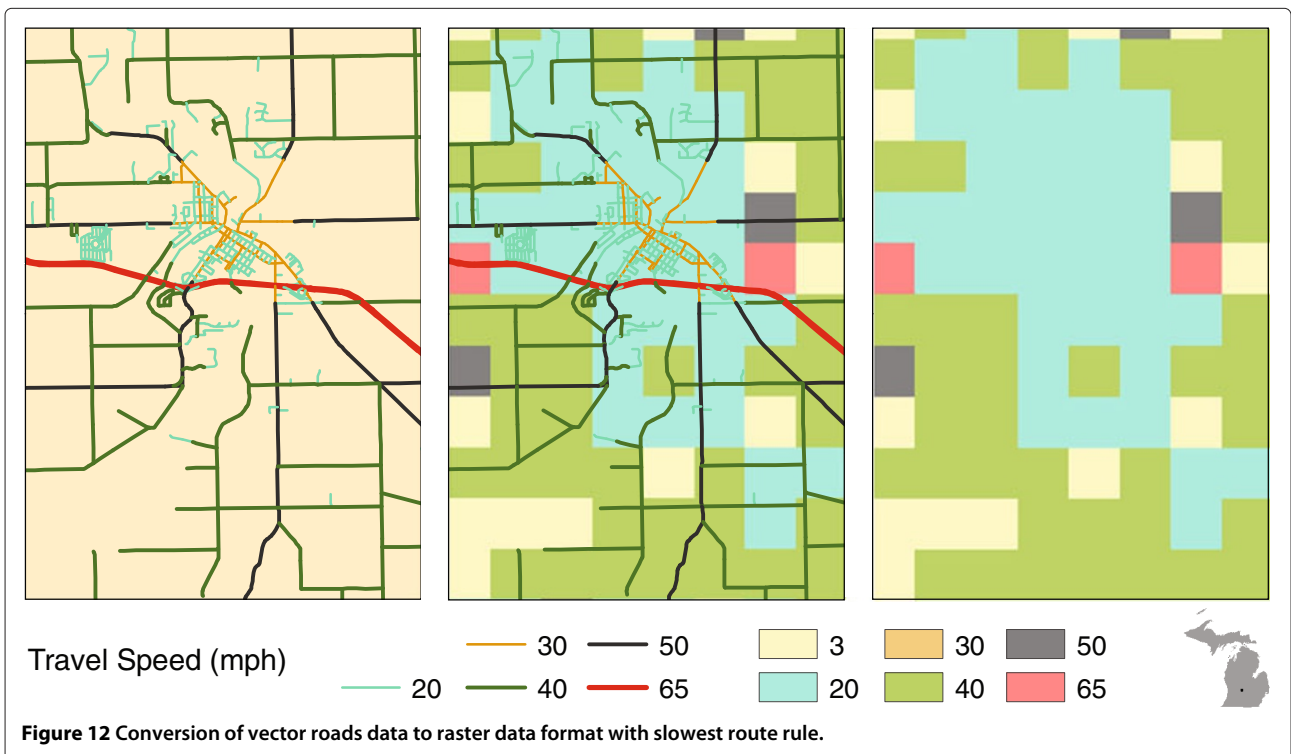 Travel Speed (mph)
30 50 3 30 50
20 40 65 20 40 65
Figure 12 Conversion of vector roads data to raster data format with slowest route rule.